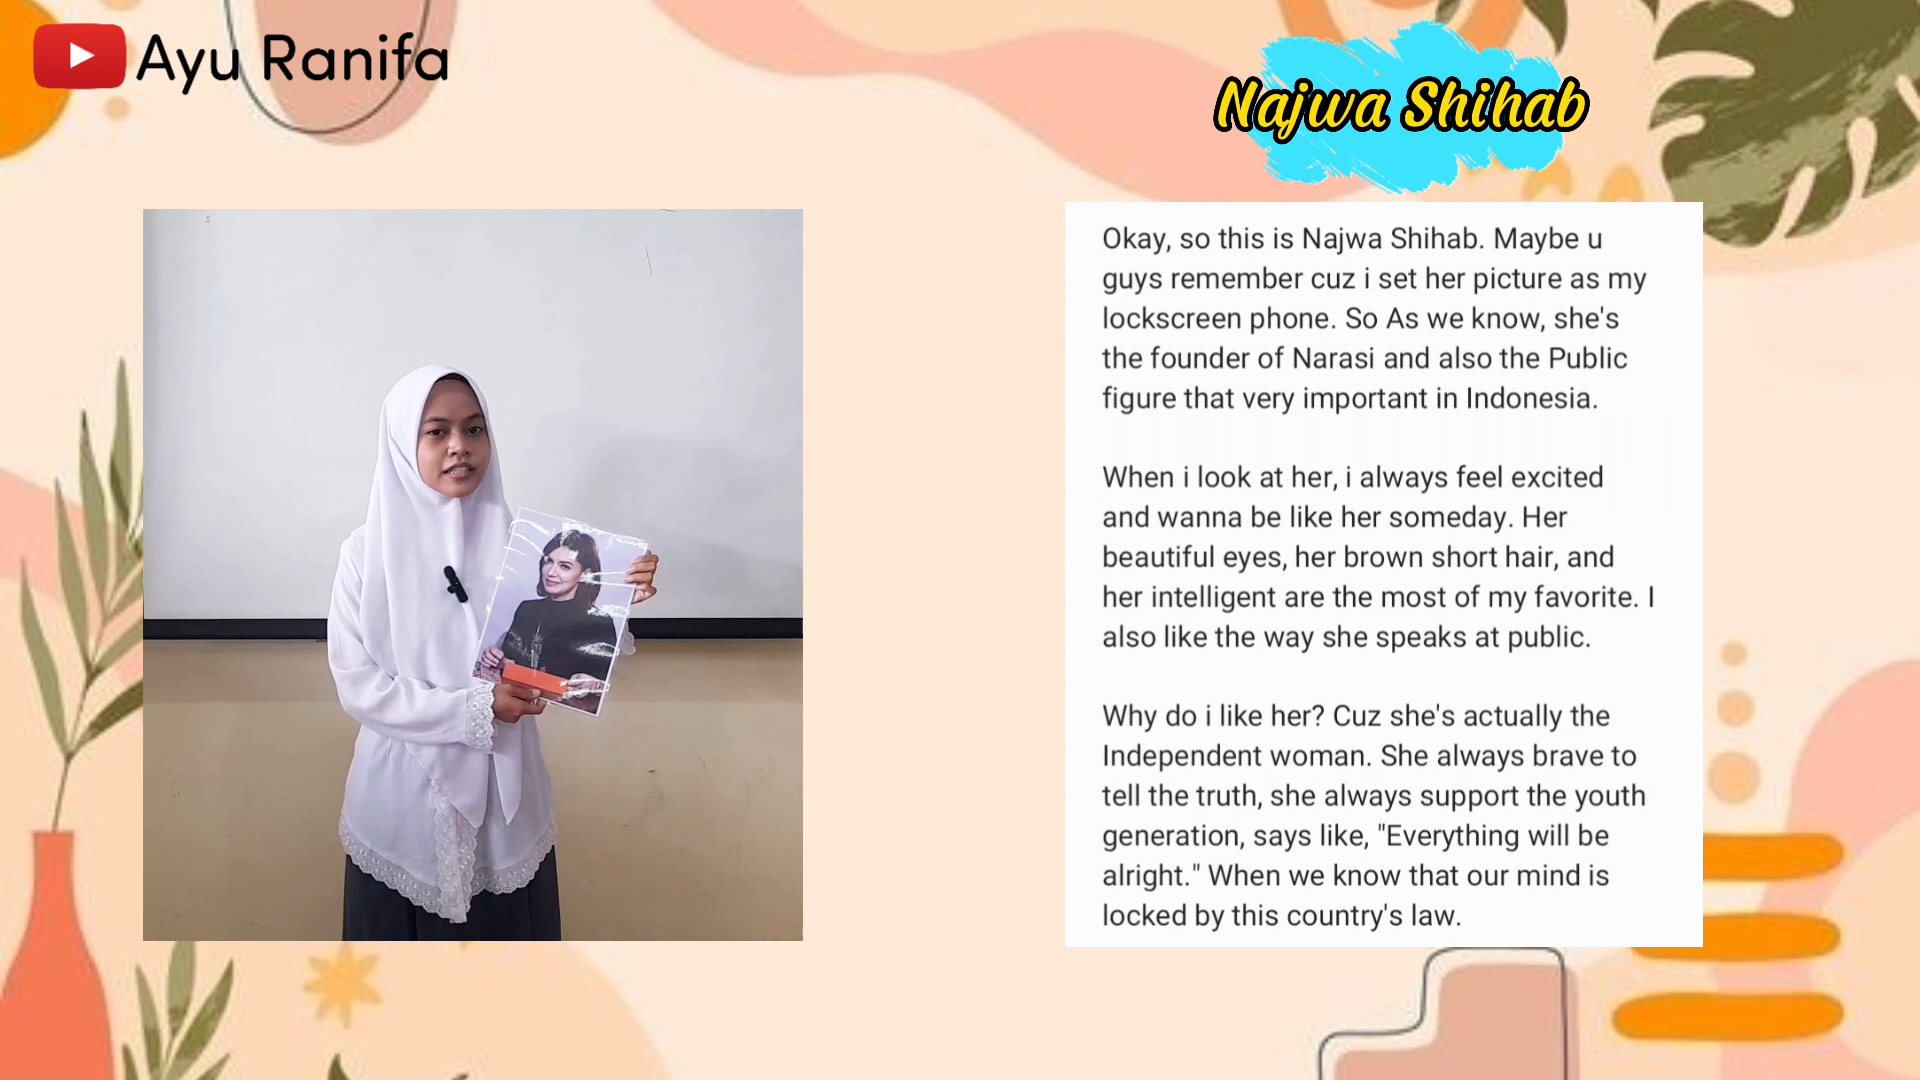 Ayu Ranifa
Najwa Shihab
Okay, so this is Najwa Shihab. Maybe u
guys remember cuz i set her picture as my
lockscreen phone. So As we know, she's
the founder of Narasi and also the Public
figure that very important in Indonesia.
When i look at her, i always feel excited
and wanna be like her someday. Her
beautiful eyes, her brown short hair, and
her intelligent are the most of my favorite. I
also like the way she speaks at public.
Why do i like her? Cuz she's actually the
Independent woman. She always brave to
tell the truth, she always support the youth
generation, says like, "Everything will be
alright." When we know that our mind is
locked by this country's law.